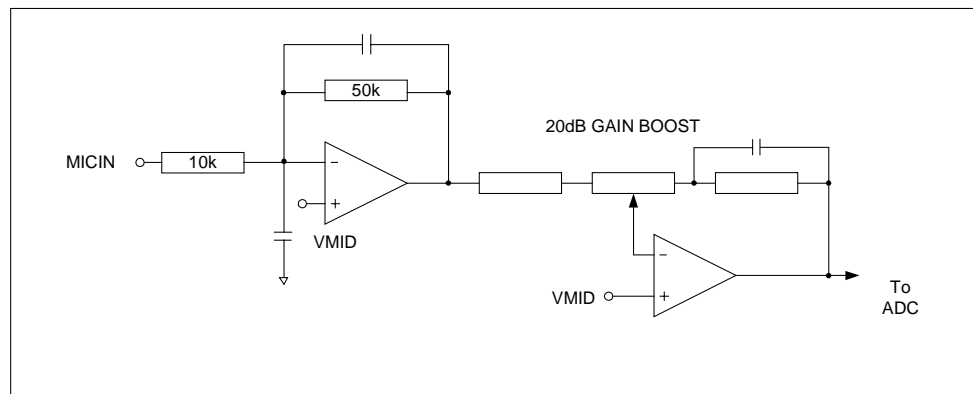 50k
20dB GAIN BOOST
MICIN
10k
−
+
VMID
−
VMID
+
To
ADC